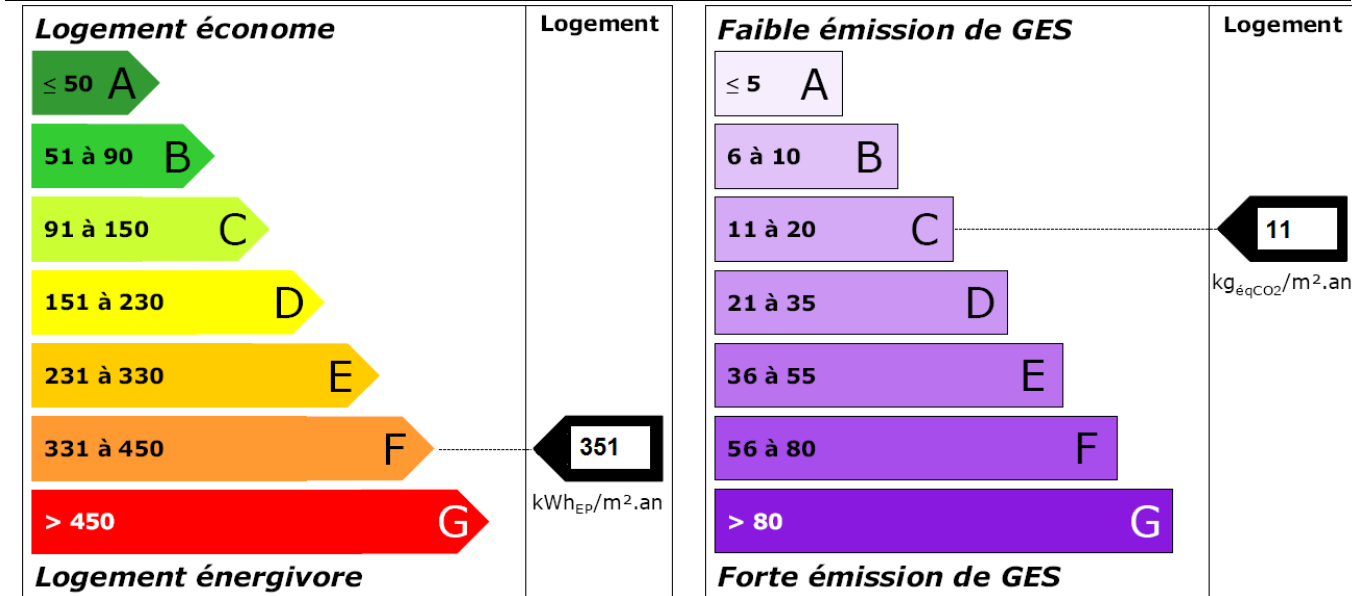 Logement économe
Logement
≤ 50 A
51 à 90 B
91 à 150 C
151 à 230 D
231 à 330 E
331 à 450 F
351
> 450 G
kWhEP/m².an
Logement énergivore
Faible émission de GES
Logement
≤ 5 A
6 à 10 B
11 à 20 C
11
kgéqCO2/m².an
21 à 35 D
36 à 55 E
56 à 80 F
> 80 G
Forte émission de GES